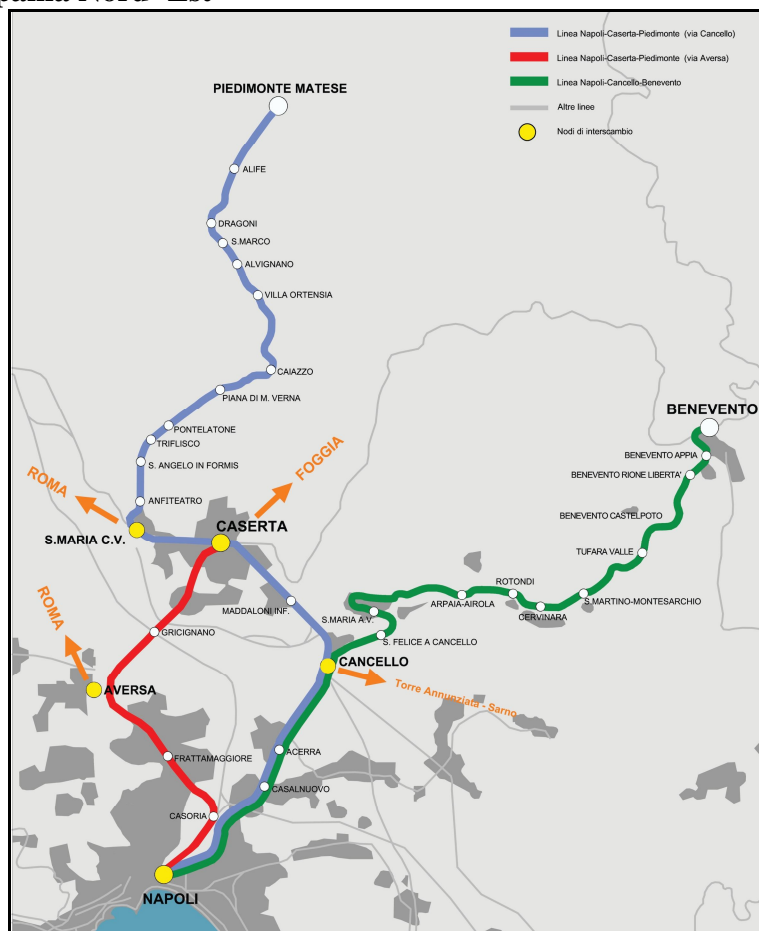 Linea Napoli-Caserta-Piedimonte (via Cancello)
Linea Napoli-Caserta-Piedimonte (via Aversa)
Linea Napoli-Cancello-Benevento
Altre linee
Nodi di interscambio
PIEDIMONTE MATESE
ALIFE
DRAGONI
S.MARCO
ALVIGNANO
VILLA ORTENSIA
CAIAZZO
PIANA DI M. VERNA
PONTELATONE
TRIFLISCO
S. ANGELO IN FORMIS
ANFITEATRO
ROMA
FOGGIA
S.MARIA C.V.
CASERTA
BENEVENTO
BENEVENTO APPIA
BENEVENTO RIONE LIBERTA'
BENEVENTO CASTELPOTO
TUFARA VALLE
S.MARTINO-MONTESARCHIO
ROTONDI
CERVINARA
ARPAIA-AIROLA
MADDALONI INF.
S.MARIA A.V.
S. FELICE A CANCELLO
CANCELLO
Torre Annunziata - Sarno
GRICIGNANO
ROMA
AVERSA
FRATTAMAGGIORE
ACERRA
CASALNUOVO
CASORIA
NAPOLI